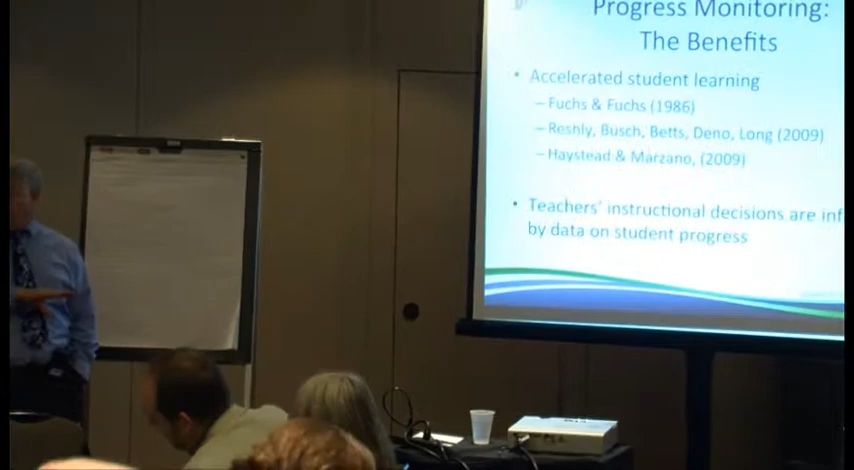 Progress Monitoring:
The Benefits
• Accelerated student learning
– Fuchs & Fuchs (1986)
– Reshly, Busch, Betts, Deno, Long (2009)
– Haystead & Marzano, (2009)
• Teachers' instructional decisions are inf
by data on student progress